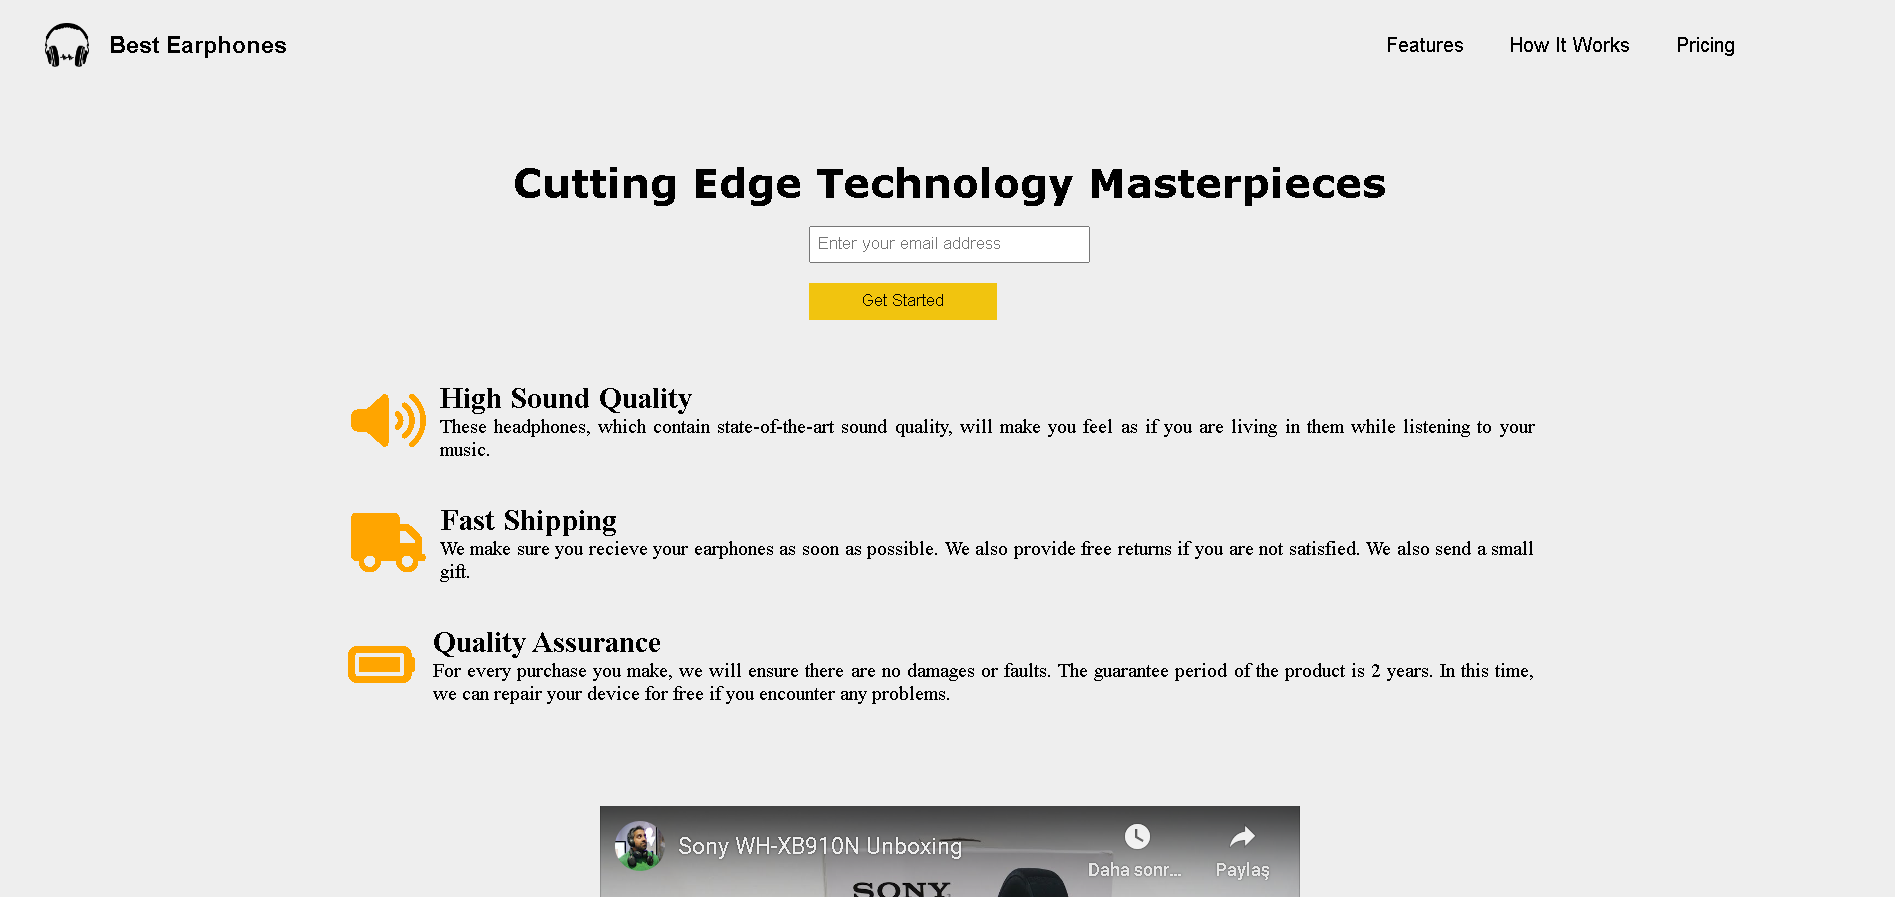 Best Earphones
Features
How It Works
Pricing
Cutting Edge Technology Masterpieces
Enter your email address
Get Started
High Sound Quality
These headphones, which contain state-of-the-art sound quality, will make you feel as if you are living in them while listening to your
music.
Fast Shipping
We make sure you recieve your earphones as soon as possible. We also provide free returns if you are not satisfied. We also send a small
gift.
Quality Assurance
For every purchase you make, we will ensure there are no damages or faults. The guarantee period of the product is 2 years. In this time,
we can repair your device for free if you encounter any problems.
Sony WH-XB910N Unboxing
Daha sonr...
Paylaş
SONY